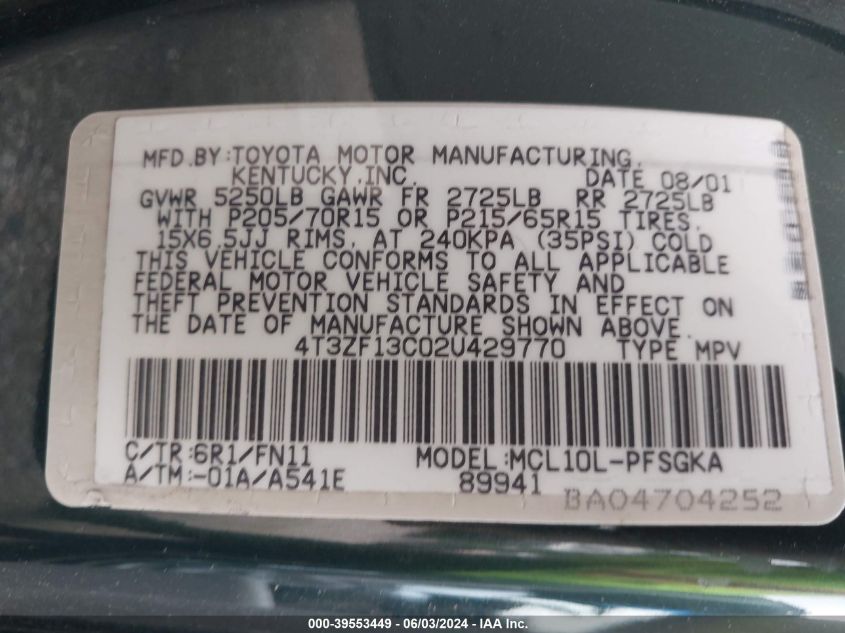 MFD.BY:TOYOTA MOTOR MANUFACTURING,
KENTUCKY,INC. DATE 08/01
GVWR 5250LB GAWR FR 2725LB RR 2725LB
WITH P205/70R15 OR P215/65R15 TIRES,
15X6.5JJ RIMS, AT 240KPA (35PSI) COLD
THIS VEHICLE CONFORMS TO ALL APPLICABLE
FEDERAL MOTOR VEHICLE SAFETY AND
THEFT PREVENTION STANDARDS IN EFFECT ON
THE DATE OF MANUFACTURE SHOWN ABOVE.
4T3ZF13C02U429770 TYPE MPV
C/TR:6R1/FN11 MODEL:MCL10L-PFSGKA
A/TM:-01A/A541E 89941 BA04704252
000-39553449 - 06/03/2024 - IAA Inc.